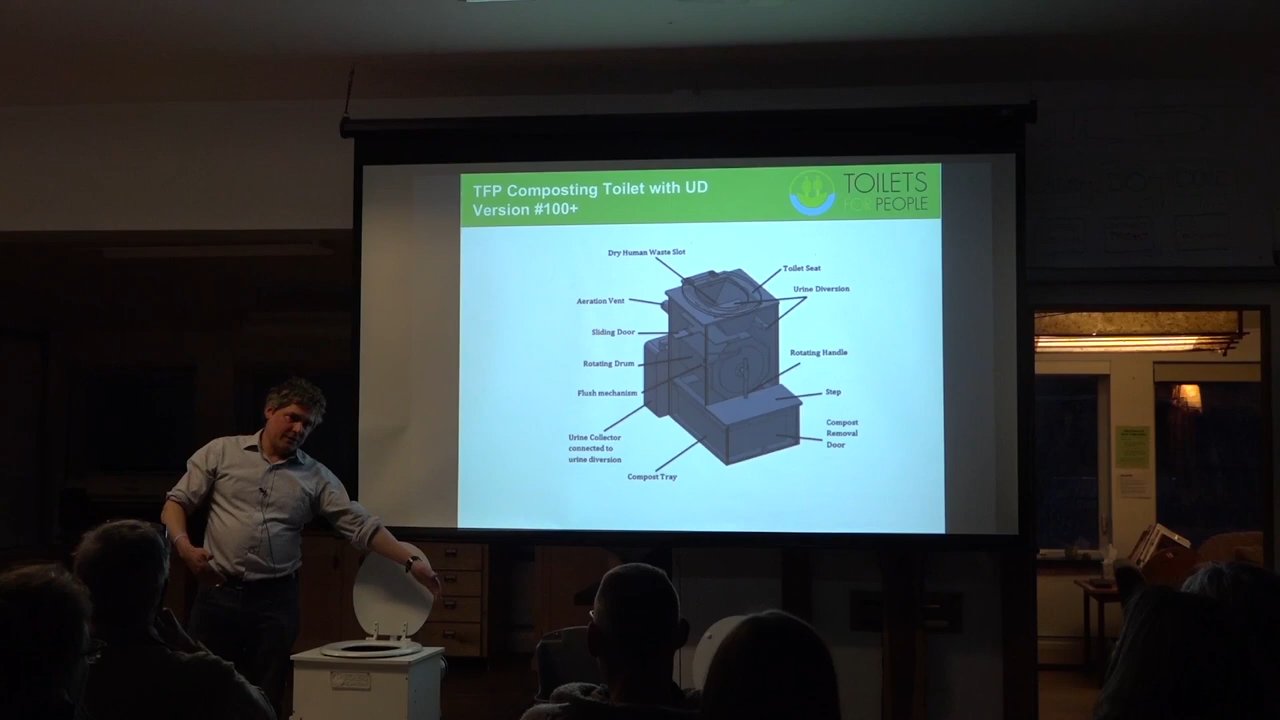 TFP Composting Toilet with UD
Version #100+
TOILETS
FOR PEOPLE
Dry Human Waste Slot
Toilet Seat
Urine Diversion
Aeration Vent
Sliding Door
Rotating Handle
Rotating Drum
Flush mechanism
Step
Compost
Removal
Door
Urine Collector
connected to
urine diversion
Compost Tray